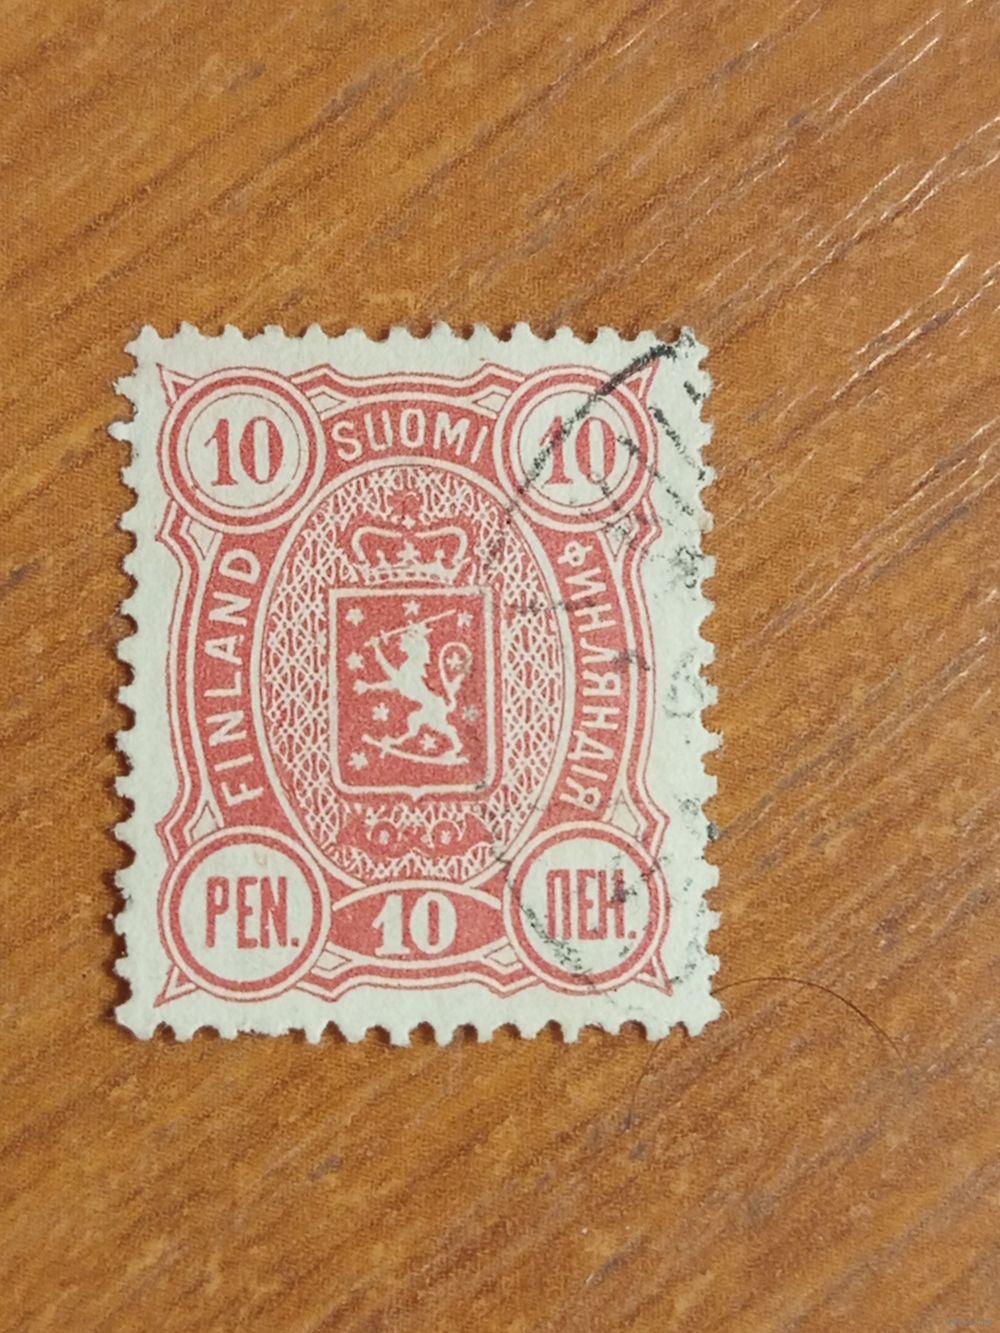 10 SUOMI 10
FINLAND
ФИНЛЯНДІЯ
PEN. 10 ПЕН.